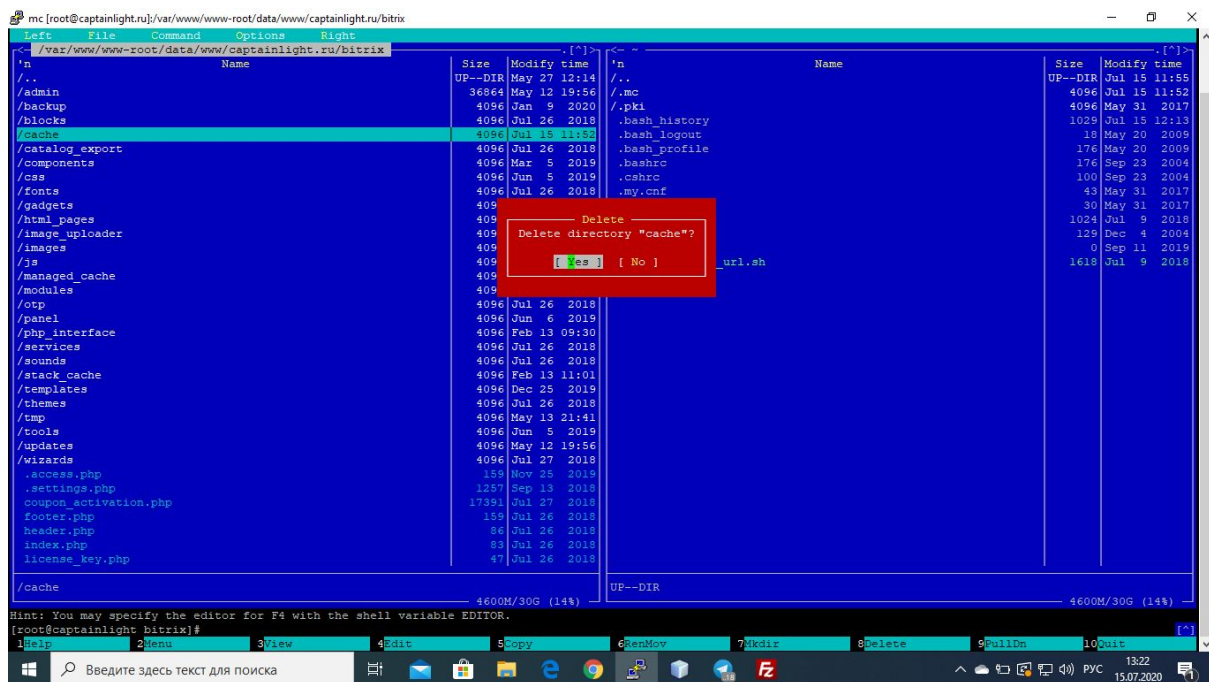 mc [root@captainlight.ru]:/var/www/www-root/data/www/captainlight.ru/bitrix
Left File Command Options Right
<- /var/www/www-root/data/www/captainlight.ru/bitrix .[^]>
'n Name Size Modify time
/.. UP--DIR May 27 12:14
/admin 36864 May 12 19:56
/backup 4096 Jan 9 2020
/blocks 4096 Jul 26 2018
/cache 4096 Jul 15 11:52
/catalog_export 4096 Jul 26 2018
/components 4096 Mar 5 2019
/css 4096 Jun 5 2019
/fonts 4096 Jul 26 2018
/gadgets 409
/html_pages 409
/image_uploader 409
/images 409
/js 409
/managed_cache 409
/modules 409
/otp 4096 Jul 26 2018
/panel 4096 Jun 6 2019
/php_interface 4096 Feb 13 09:30
/services 4096 Jul 26 2018
/sounds 4096 Jul 26 2018
/stack_cache 4096 Feb 13 11:01
/templates 4096 Dec 25 2019
/themes 4096 Jul 26 2018
/tmp 4096 May 13 21:41
/tools 4096 Jun 5 2019
/updates 4096 May 12 19:56
/wizards 4096 Jul 27 2018
.access.php 159 Nov 25 2019
.settings.php 1257 Sep 13 2018
coupon_activation.php 17391 Jul 27 2018
footer.php 159 Jul 26 2018
header.php 86 Jul 26 2018
index.php 83 Jul 26 2018
license_key.php 47 Jul 26 2018
/cache
4600M/30G (14%)
<- ~ .[^]>
'n Name Size Modify time
/.. UP--DIR Jul 15 11:55
/.mc 4096 Jul 15 11:52
/.pki 4096 May 31 2017
.bash_history 1029 Jul 15 12:13
.bash_logout 18 May 20 2009
.bash_profile 176 May 20 2009
.bashrc 176 Sep 23 2004
.cshrc 100 Sep 23 2004
.my.cnf 43 May 31 2017
30 May 31 2017
1024 Jul 9 2018
129 Dec 4 2004
0 Sep 11 2019
_url.sh 1618 Jul 9 2018
UP--DIR
4600M/30G (14%)
Delete
Delete directory "cache"?
[ Yes ] [ No ]
Hint: You may specify the editor for F4 with the shell variable EDITOR.
[root@captainlight bitrix]# [^]
1Help 2Menu 3View 4Edit 5Copy 6RenMov 7Mkdir 8Delete 9PullDn 10Quit
Введите здесь текст для поиска
РУС
13:22
15.07.2020